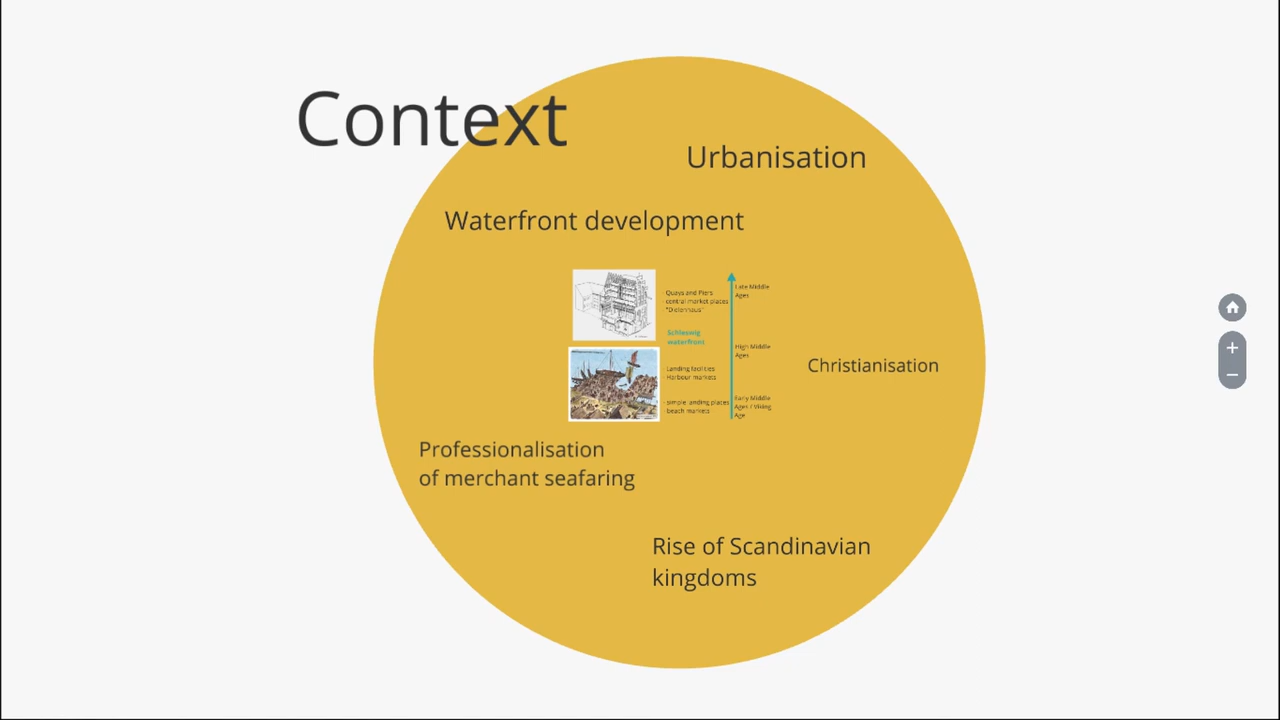 Context
Urbanisation
Waterfront development
- Quays and Piers
- central market places
- "Dielenhaus"
Schleswig
waterfront
- Landing facilities
- Harbour markets
- simple landing places
- beach markets
Late Middle
Ages
High Middle
Ages
Early Middle
Ages / Viking
Age
Christianisation
Professionalisation
of merchant seafaring
Rise of Scandinavian
kingdoms